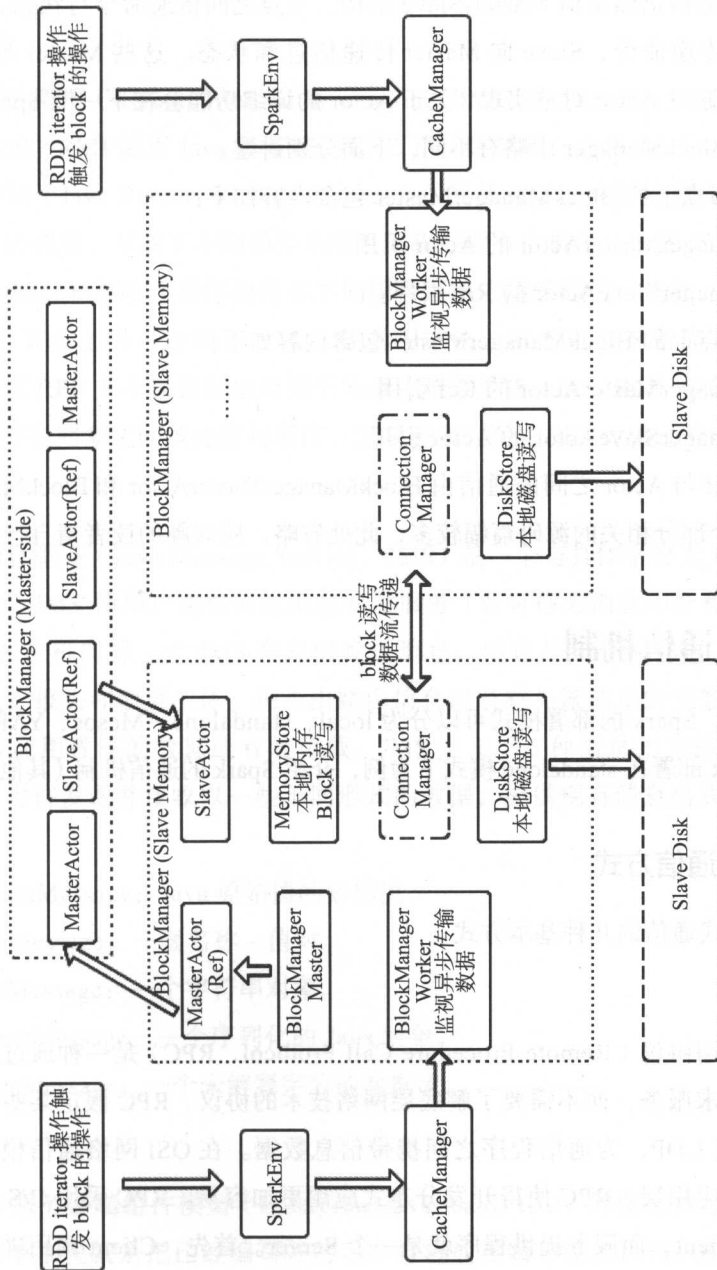 RDD iterator 操作触
发 block 的操作
SparkEnv
CacheManager
BlockManager (Master-side)
MasterActor
SlaveActor(Ref)
SlaveActor(Ref)
MasterActor
RDD iterator 操作
触发 block 的操作
SparkEnv
CacheManager
BlockManager (Slave Memory)
MasterActor
(Ref)
SlaveActor
BlockManager
Master
MemoryStore
本地内存
Block 读写
BlockManager
Worker
监视异步传输
数据
Connection
Manager
DiskStore
本地磁盘读写
block 读写
数据流传递
BlockManager (Slave Memory)
……
Connection
Manager
BlockManager
Worker
监视异步传输
数据
DiskStore
本地磁盘读写
Slave Disk
Slave Disk